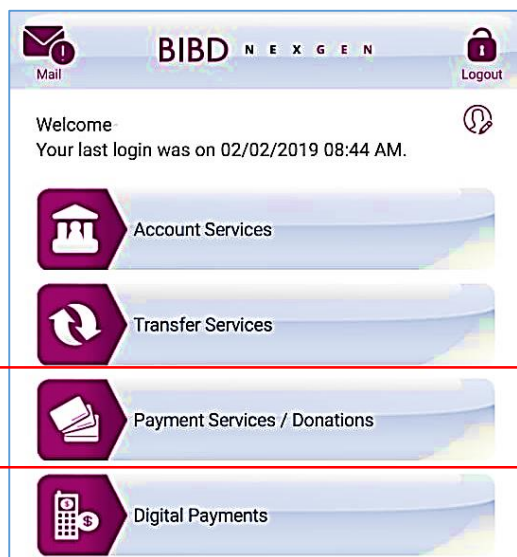 BIBD NEXGEN
Mail
Logout
Welcome
Your last login was on 02/02/2019 08:44 AM.
Account Services
Transfer Services
Payment Services / Donations
Digital Payments